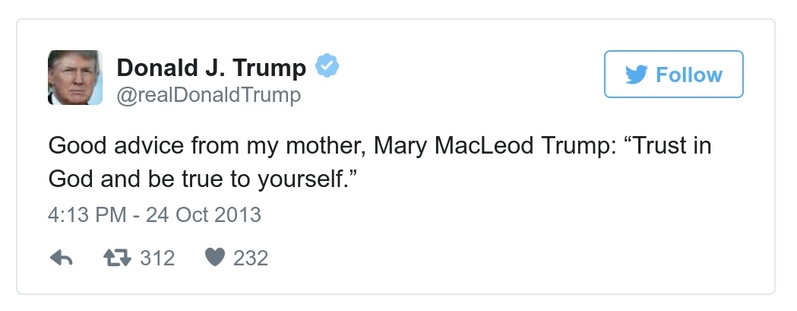 Donald J. Trump
@realDonaldTrump
Follow
Good advice from my mother, Mary MacLeod Trump: “Trust in
God and be true to yourself.”
4:13 PM - 24 Oct 2013
312 232